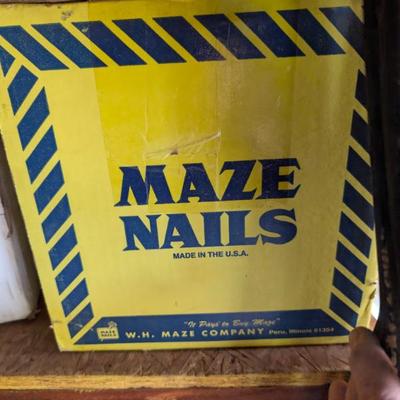 MAZE
NAILS
MADE IN THE U.S.A.
"It Pays to Buy Maze"
MAZE
NAILS
W.H. MAZE COMPANY Peru, Illinois 61354